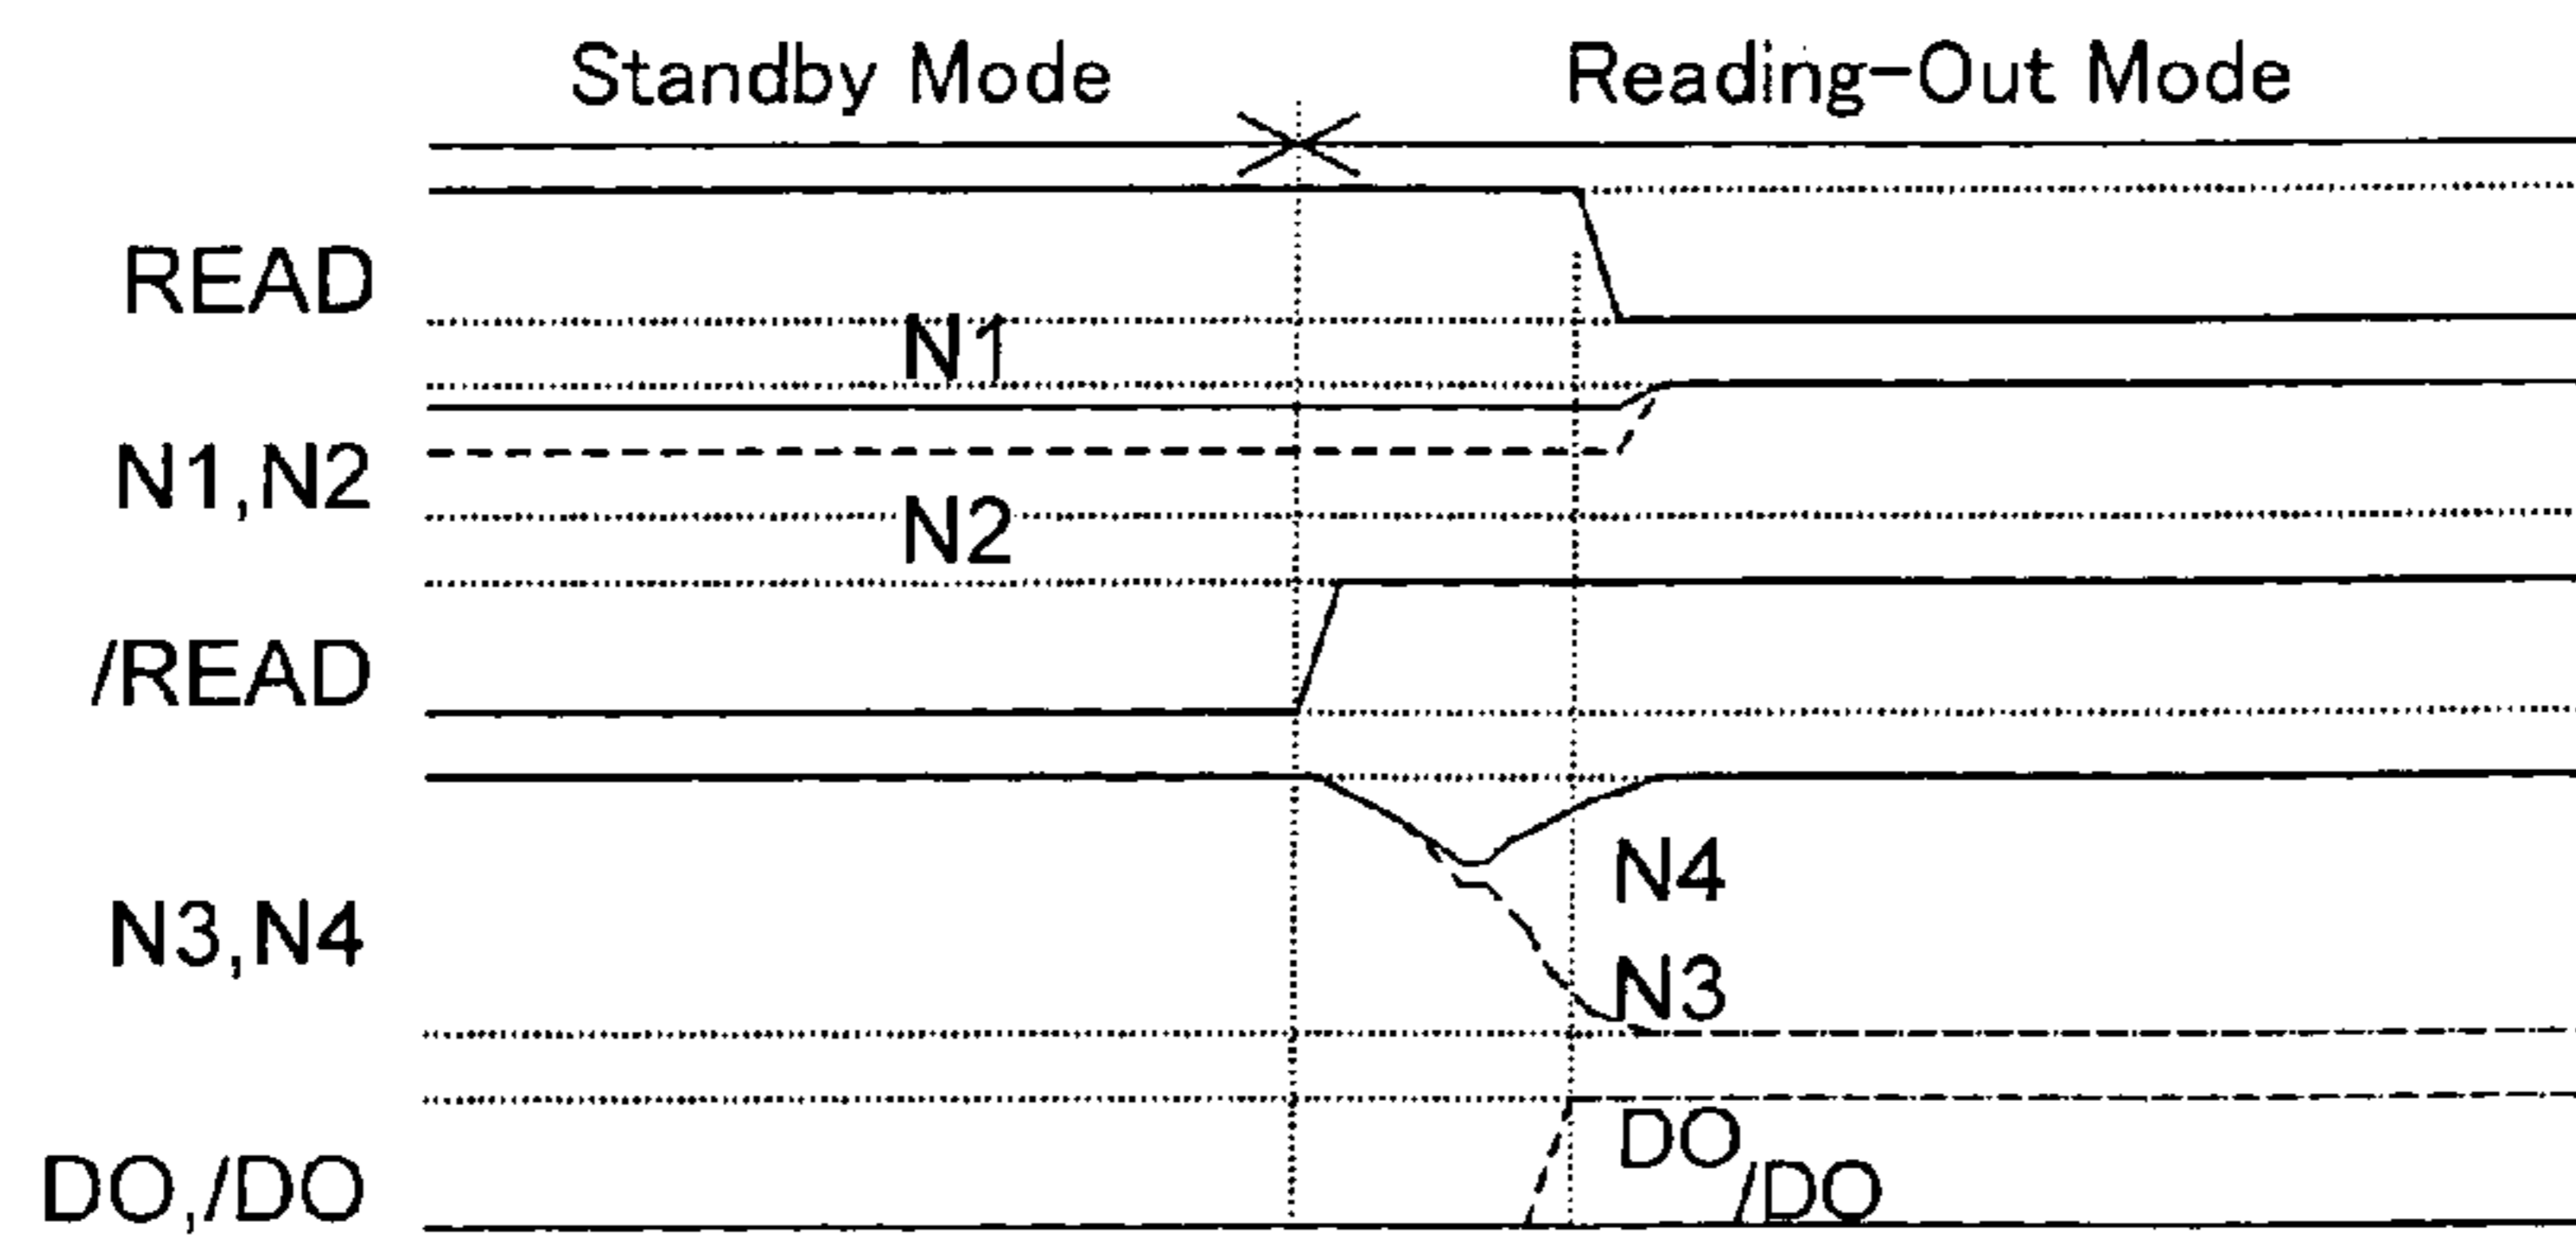 Standby Mode Reading-Out Mode
READ
N1
N1,N2
N2
/READ
N4
N3,N4
N3
DO
/DO
DO,/DO